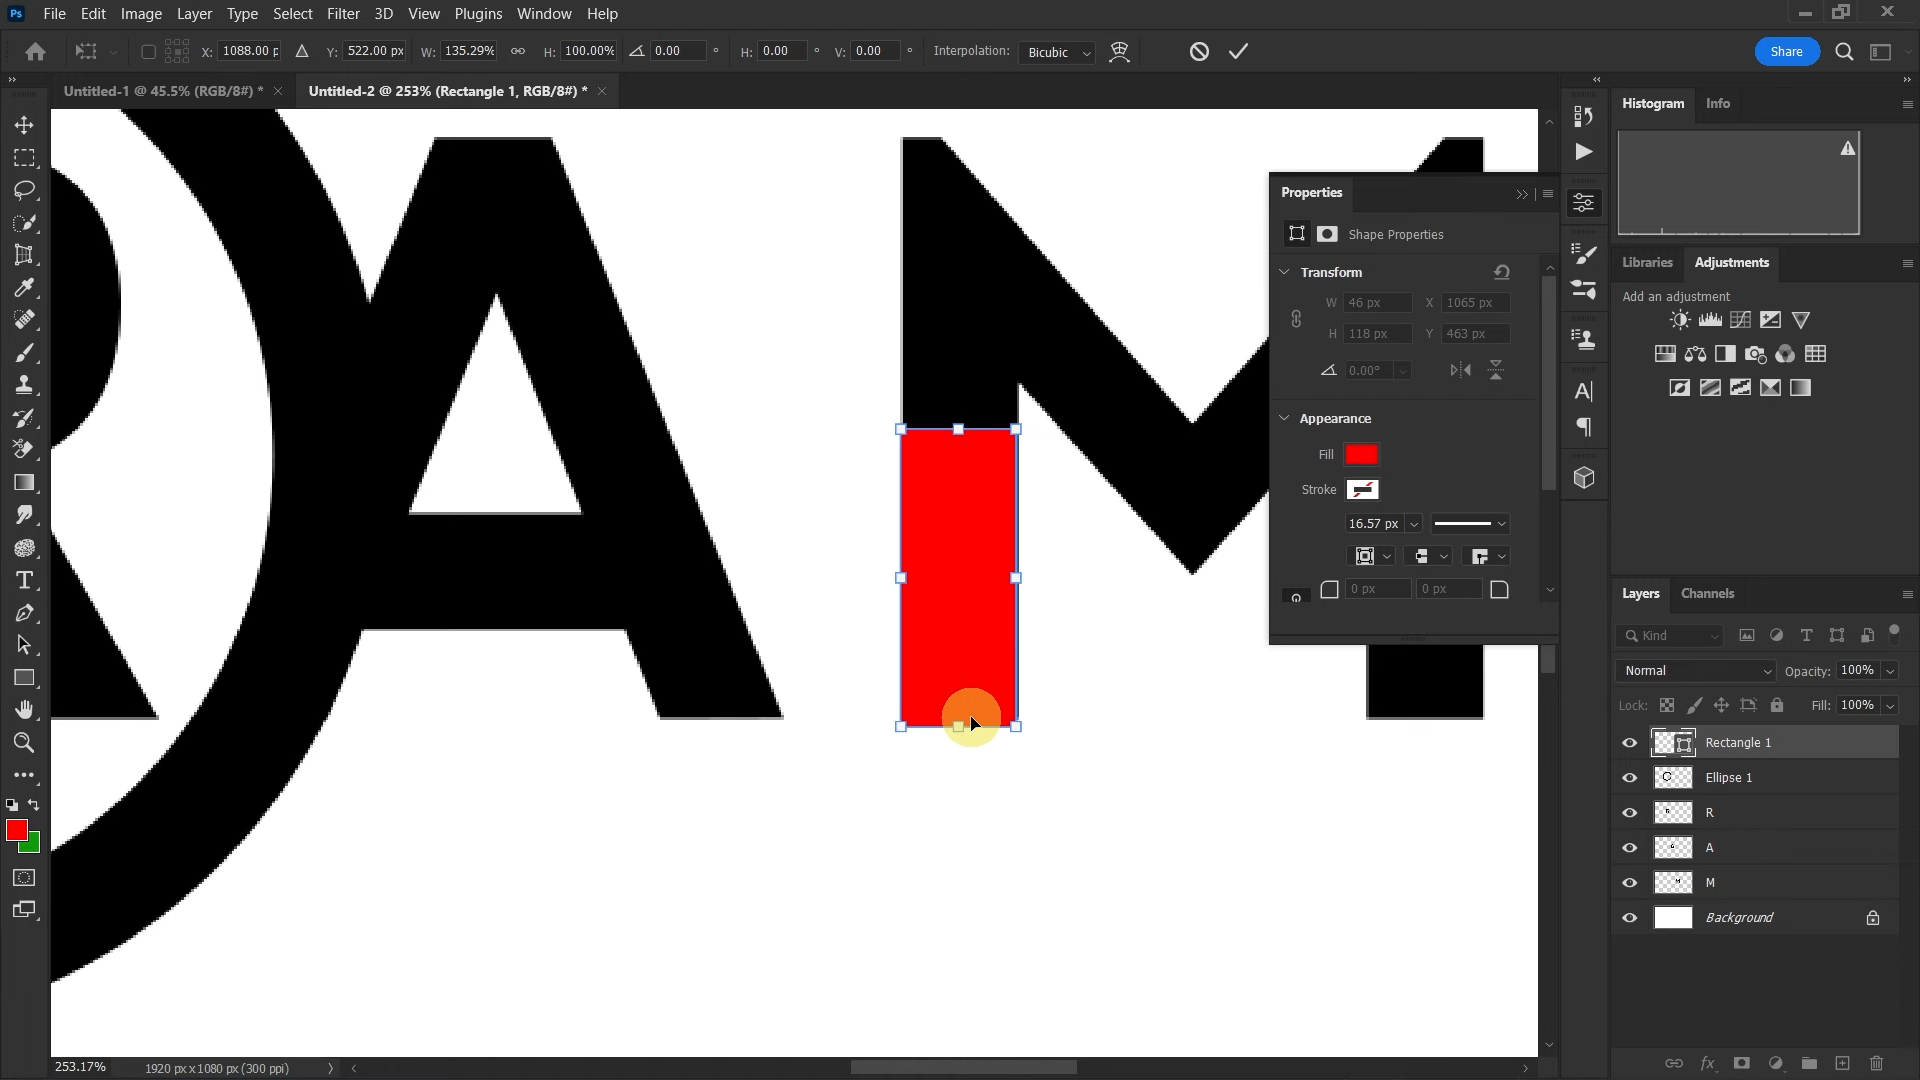 Ps File Edit Image Layer Type Select Filter 3D View Plugins Window Help
X: 1088.00 p Y: 522.00 px W: 135.29% H: 100.00% 0.00 ° H: 0.00 ° V: 0.00 ° Interpolation: Bicubic Share
Untitled-1 @ 45.5% (RGB/8#) * Untitled-2 @ 253% (Rectangle 1, RGB/8#) *
Histogram Info
R A M
Properties
Shape Properties
Transform
W 46 px X 1065 px
H 118 px Y 463 px
0.00°
Appearance
Fill
Stroke
16.57 px
0 px 0 px
Libraries Adjustments
Add an adjustment
Layers Channels
Kind
Normal Opacity: 100%
Lock: Fill: 100%
Rectangle 1
Ellipse 1
R
A
M
Background
253.17% 1920 px x 1080 px (300 ppi)